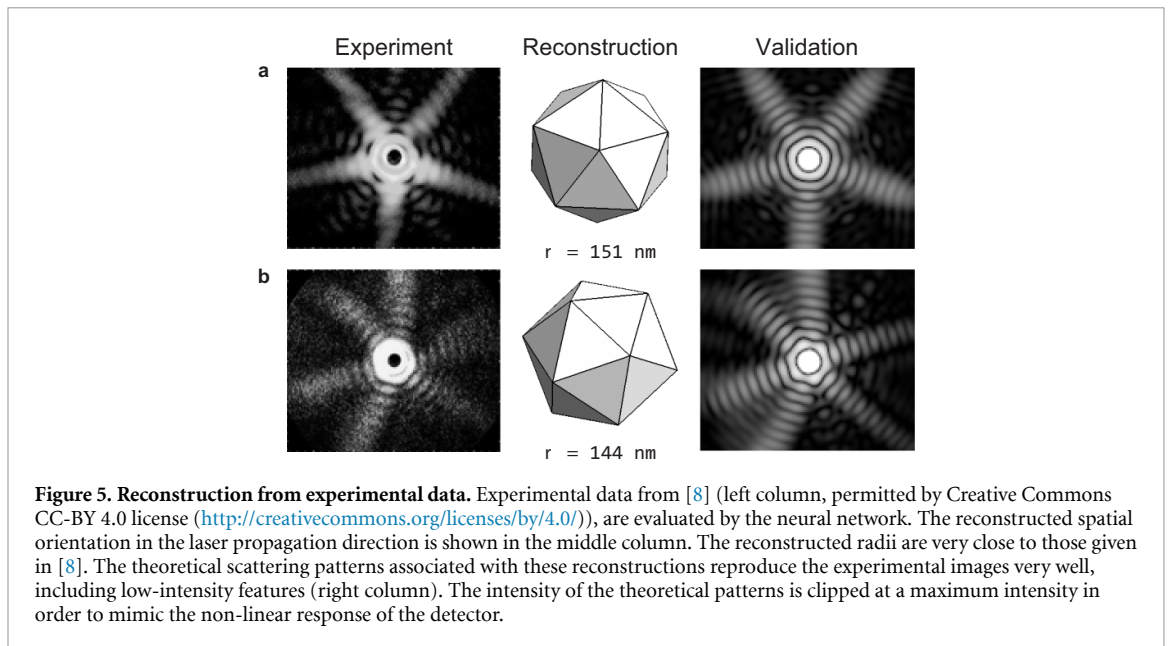 Experiment Reconstruction Validation
a
r = 151 nm
b
r = 144 nm
Figure 5. Reconstruction from experimental data. Experimental data from [8] (left column, permitted by Creative Commons
CC-BY 4.0 license (http://creativecommons.org/licenses/by/4.0/)), are evaluated by the neural network. The reconstructed spatial
orientation in the laser propagation direction is shown in the middle column. The reconstructed radii are very close to those given
in [8]. The theoretical scattering patterns associated with these reconstructions reproduce the experimental images very well,
including low-intensity features (right column). The intensity of the theoretical patterns is clipped at a maximum intensity in
order to mimic the non-linear response of the detector.